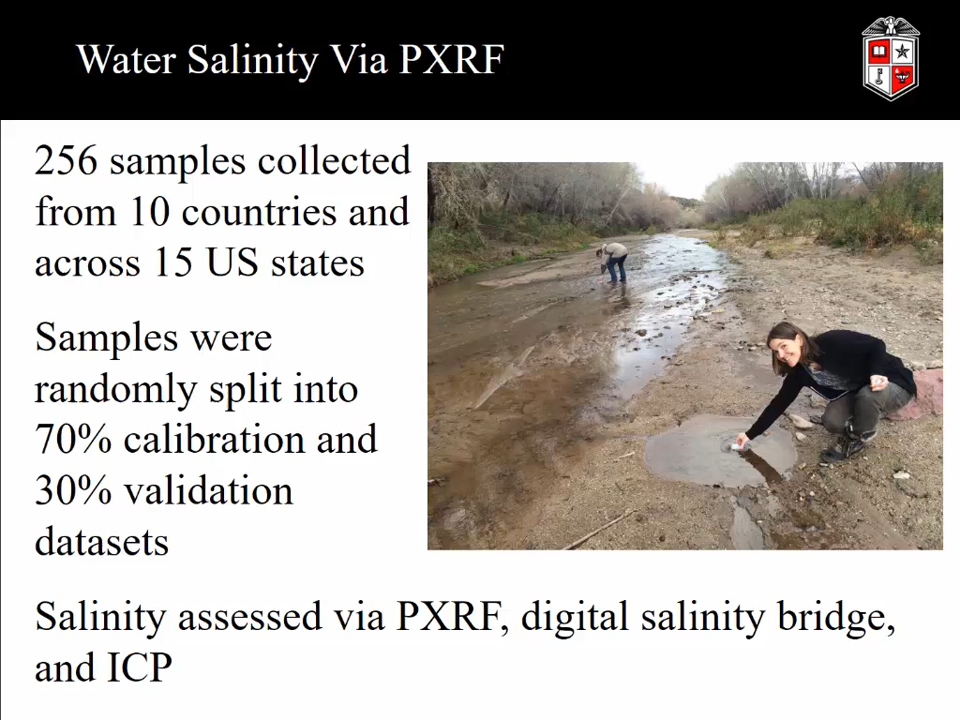 Water Salinity Via PXRF
256 samples collected
from 10 countries and
across 15 US states
Samples were
randomly split into
70% calibration and
30% validation
datasets
Salinity assessed via PXRF, digital salinity bridge,
and ICP